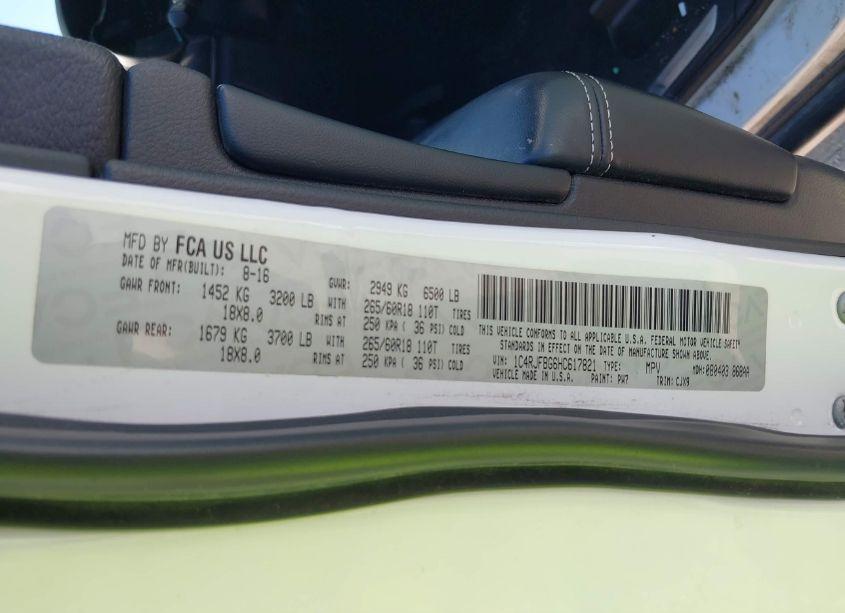 MFD BY FCA US LLC
DATE OF MFR(BUILT): 8-16 GVWR: 2949 KG 6500 LB
GAWR FRONT: 1452 KG 3200 LB WITH 265/60R18 110T TIRES
18X8.0 RIMS AT 250 KPA ( 36 PSI) COLD
GAWR REAR: 1679 KG 3700 LB WITH 265/60R18 110T TIRES
18X8.0 RIMS AT 250 KPA ( 36 PSI) COLD
THIS VEHICLE CONFORMS TO ALL APPLICABLE U.S.A. FEDERAL MOTOR VEHICLE SAFETY
STANDARDS IN EFFECT ON THE DATE OF MANUFACTURE SHOWN ABOVE.
VIN: 1C4RJFBG6HC617821 TYPE: MPV MDH: 080403 868AA
VEHICLE MADE IN U.S.A. PAINT: PW7 TRIM: CJX9